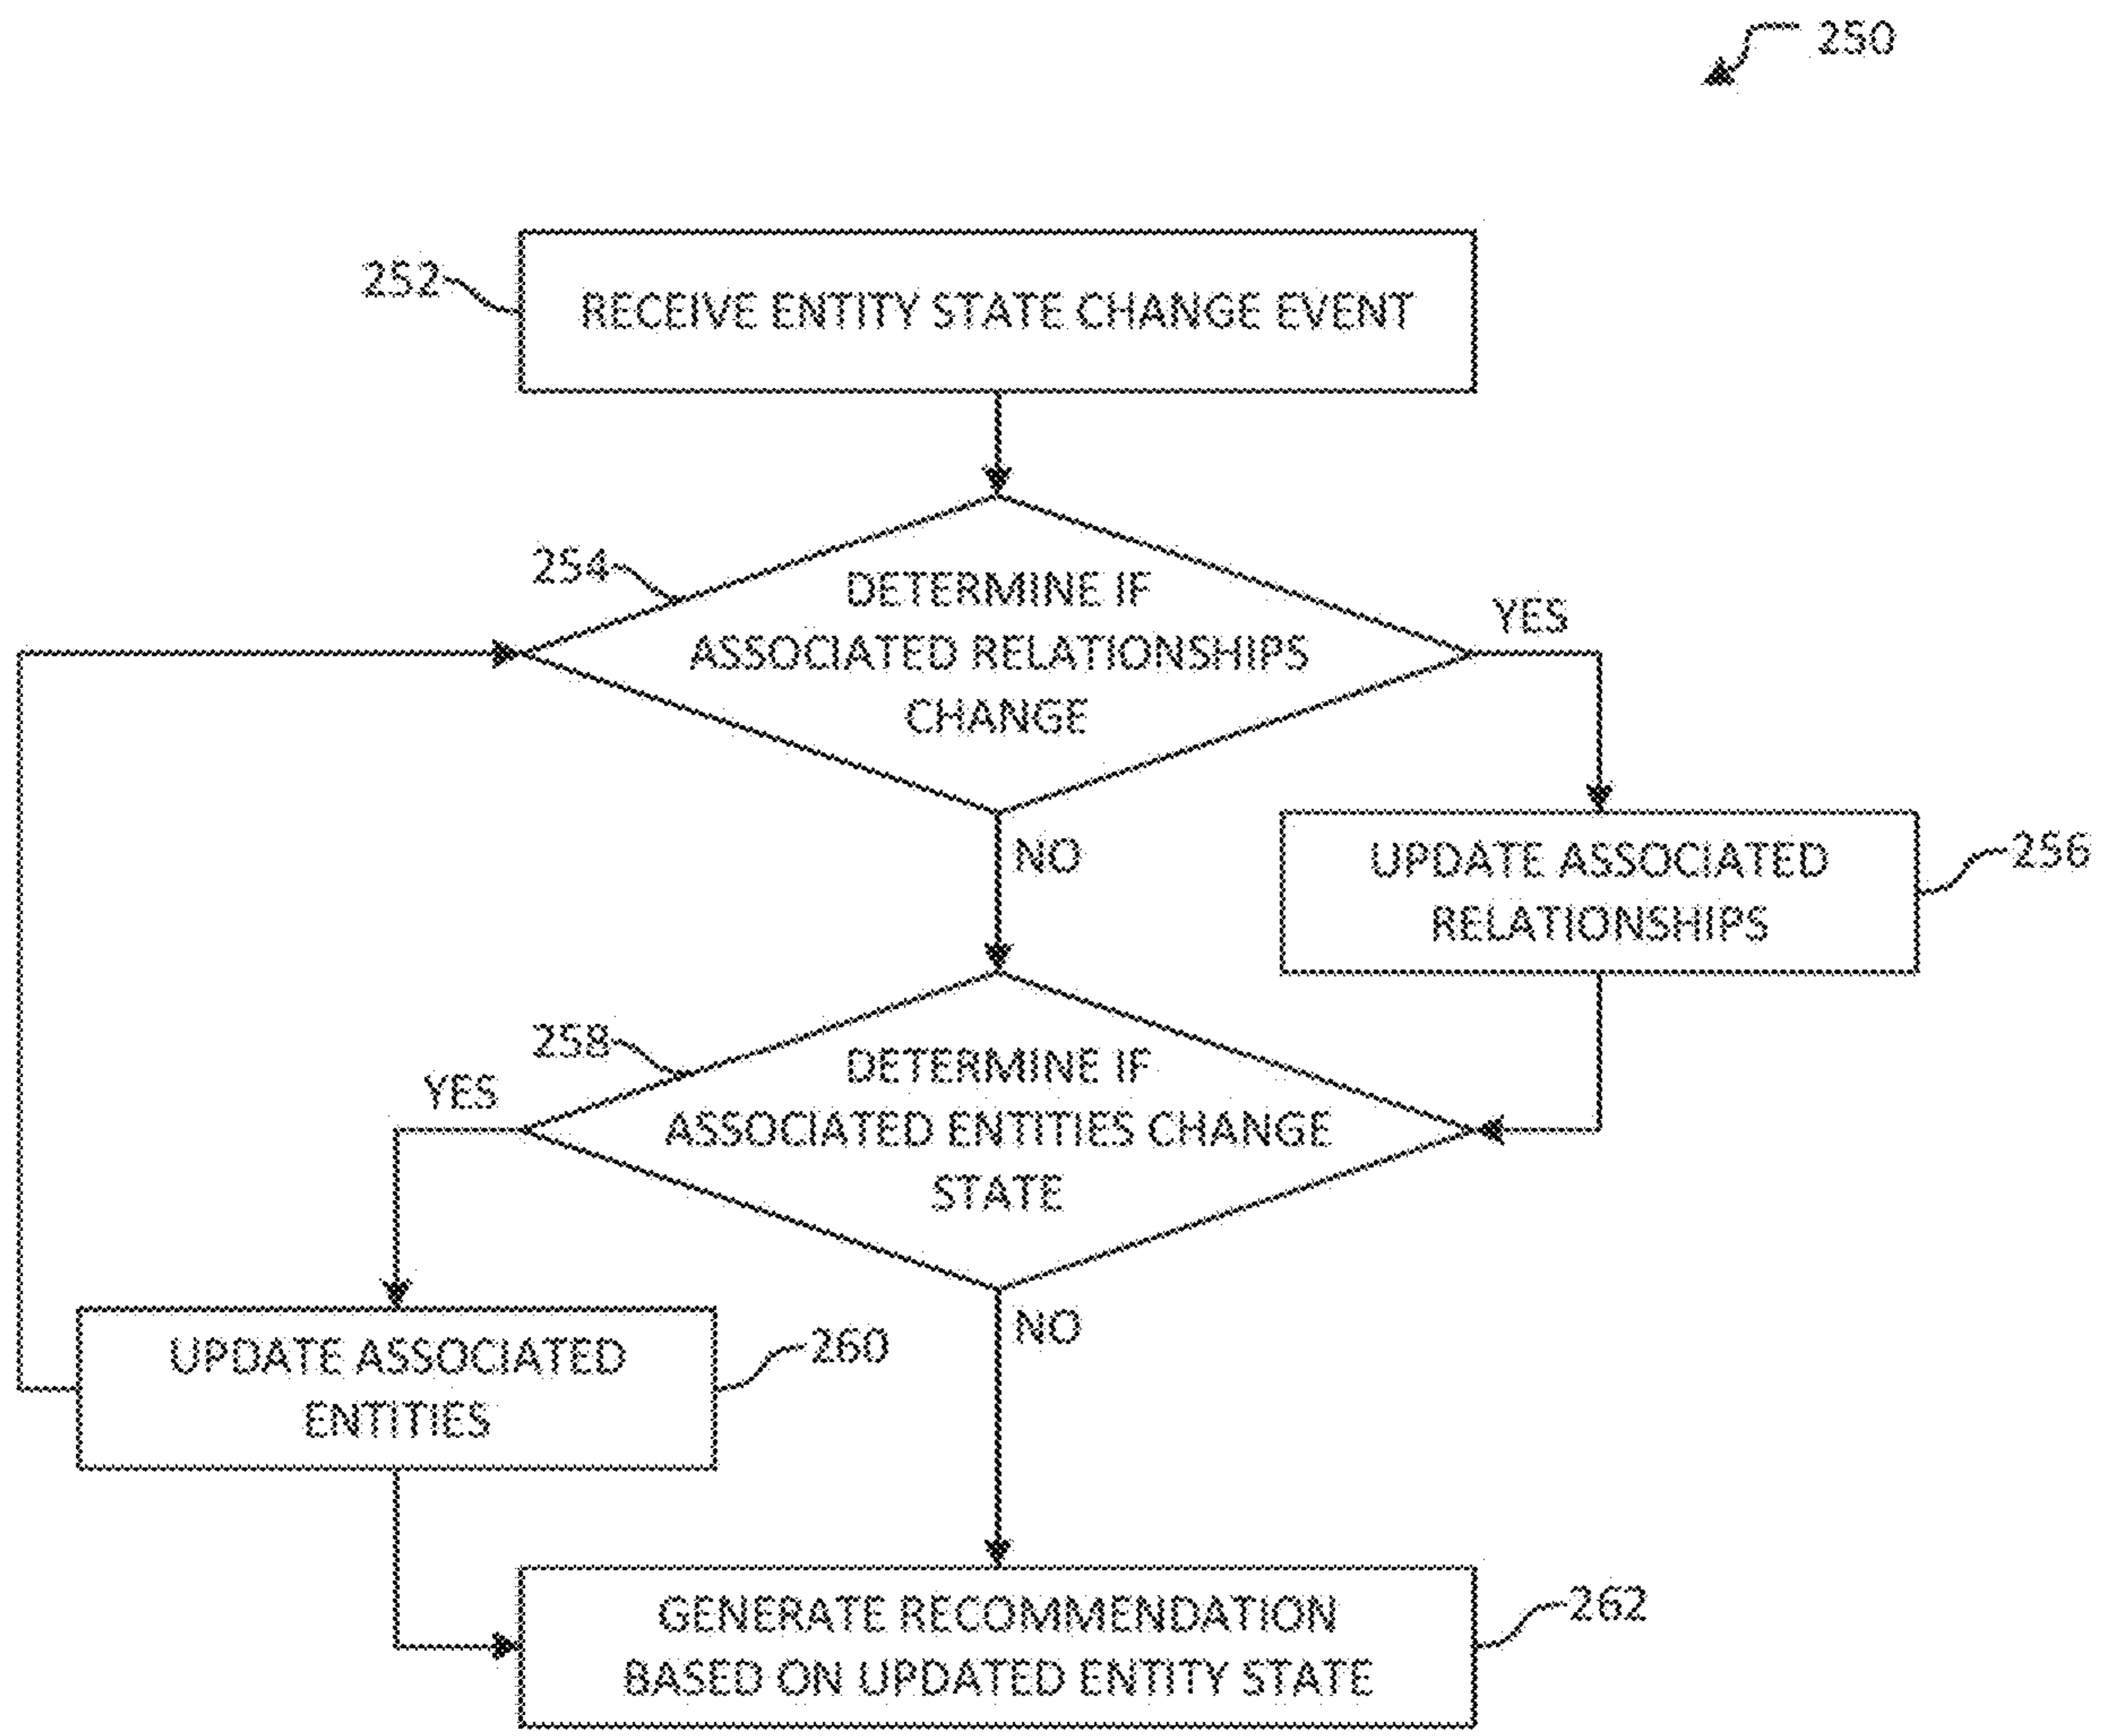 250
252
RECEIVE ENTITY STATE CHANGE EVENT
254
DETERMINE IF
ASSOCIATED RELATIONSHIPS
CHANGE
YES
NO
UPDATE ASSOCIATED
RELATIONSHIPS
256
258
DETERMINE IF
ASSOCIATED ENTITIES CHANGE
STATE
YES
NO
UPDATE ASSOCIATED
ENTITIES
260
GENERATE RECOMMENDATION
BASED ON UPDATED ENTITY STATE
262